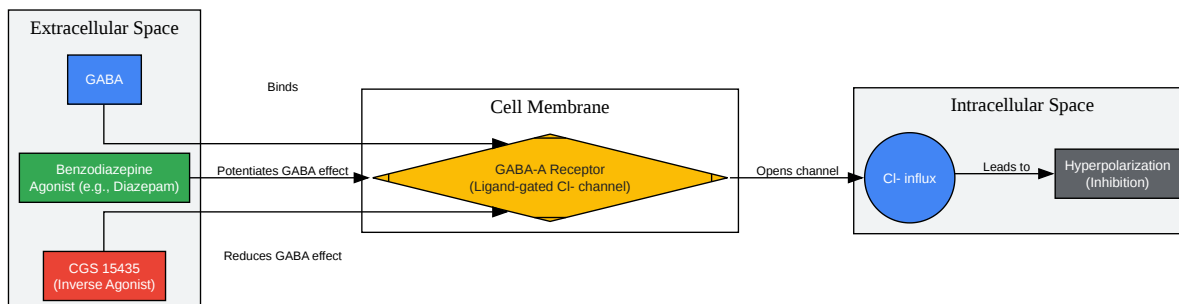 Extracellular Space
GABA
Benzodiazepine
Agonist (e.g., Diazepam)
CGS 15435
(Inverse Agonist)
Binds
Potentiates GABA effect
Reduces GABA effect
Cell Membrane
GABA-A Receptor
(Ligand-gated Cl- channel)
Opens channel
Intracellular Space
Cl- influx
Leads to
Hyperpolarization
(Inhibition)